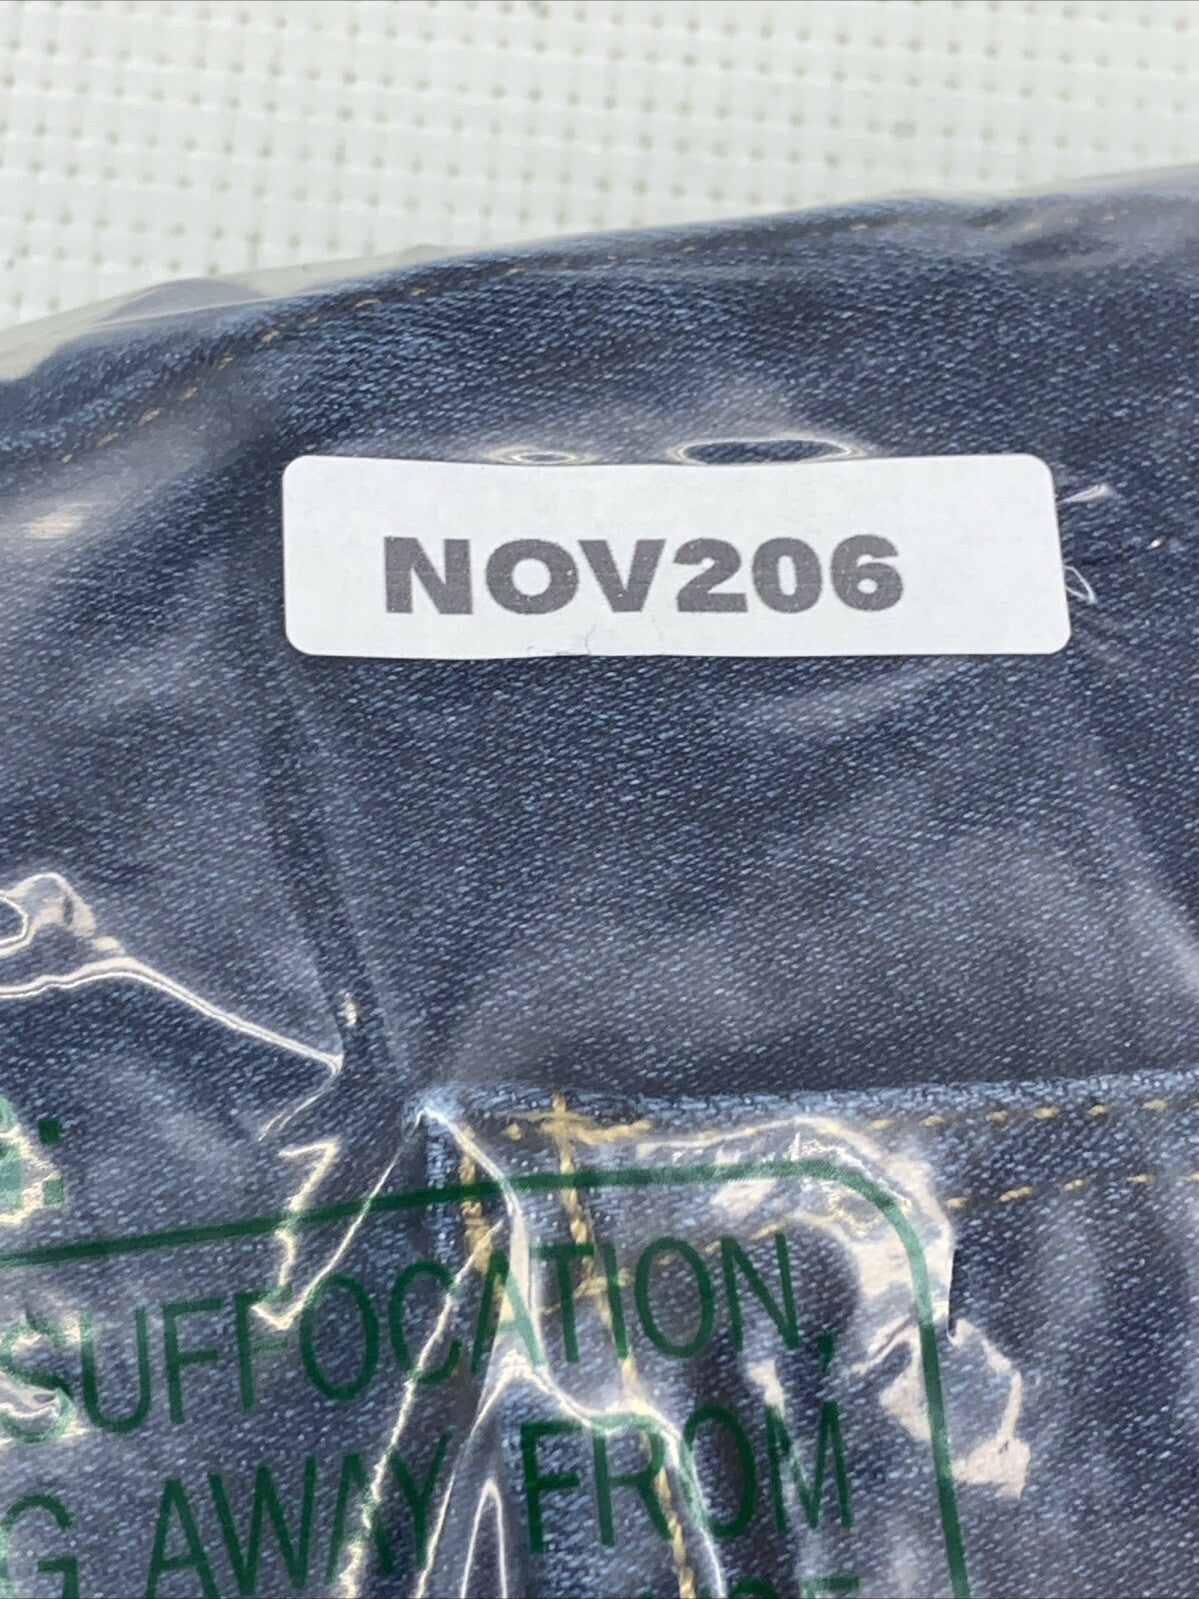 NOV206
SUFFOCATION,
AWAY FROM